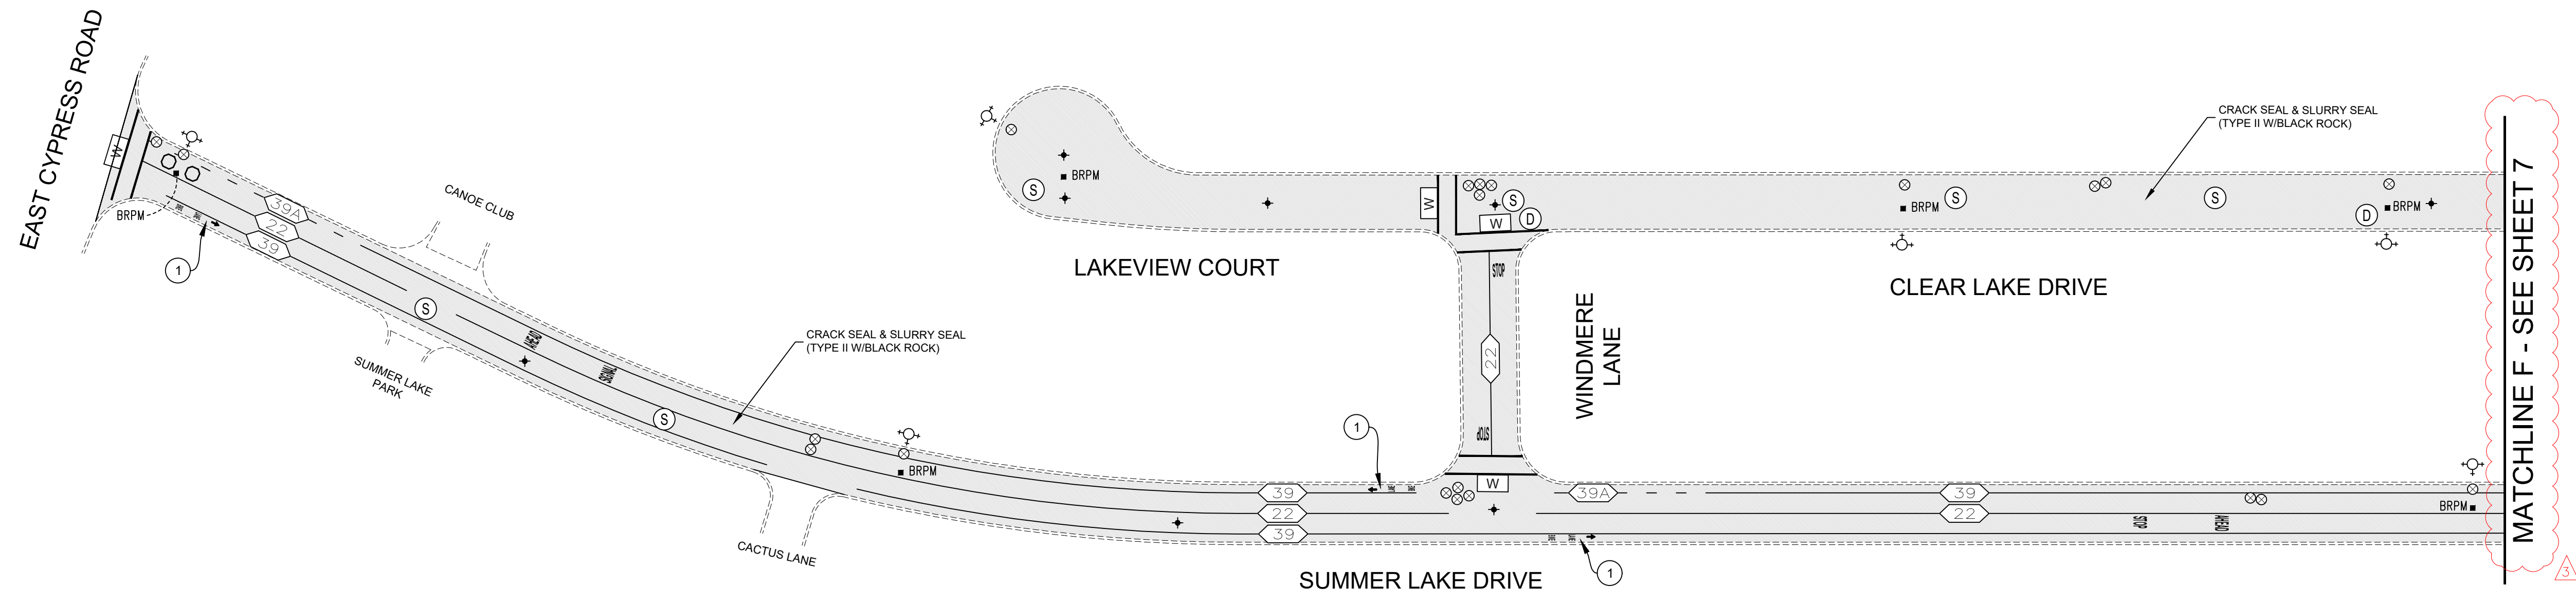 EAST CYPRESS ROAD
W
BRPM
1
39A
22
39
CANOE CLUB
S
SUMMER LAKE
PARK
CRACK SEAL & SLURRY SEAL
(TYPE II W/BLACK ROCK)
S
BRPM
CACTUS LANE
S
BRPM
LAKEVIEW COURT
W
S
W
D
STOP
22
STOP
WINDMERE
LANE
BRPM
S
CRACK SEAL & SLURRY SEAL
(TYPE II W/BLACK ROCK)
S
D
BRPM
CLEAR LAKE DRIVE
1
39
22
39
W
39A
1
39
22
STOP
AHEAD
BRPM
SUMMER LAKE DRIVE
MATCHLINE F - SEE SHEET 7
3